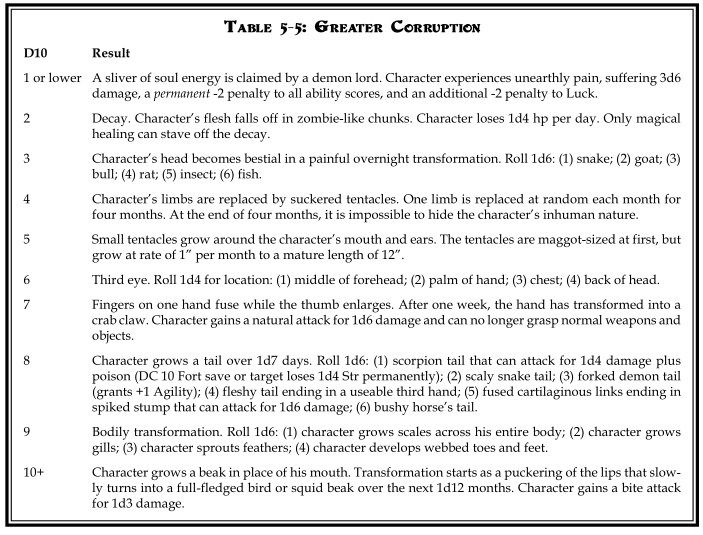 Table 5-5: Greater Corruption
D10 Result
1 or lower A sliver of soul energy is claimed by a demon lord. Character experiences unearthly pain, suffering 3d6
damage, a permanent -2 penalty to all ability scores, and an additional -2 penalty to Luck.
2 Decay. Character's flesh falls off in zombie-like chunks. Character loses 1d4 hp per day. Only magical
healing can stave off the decay.
3 Character's head becomes bestial in a painful overnight transformation. Roll 1d6: (1) snake; (2) goat; (3)
bull; (4) rat; (5) insect; (6) fish.
4 Character's limbs are replaced by suckered tentacles. One limb is replaced at random each month for
four months. At the end of four months, it is impossible to hide the character's inhuman nature.
5 Small tentacles grow around the character's mouth and ears. The tentacles are maggot-sized at first, but
grow at rate of 1" per month to a mature length of 12".
6 Third eye. Roll 1d4 for location: (1) middle of forehead; (2) palm of hand; (3) chest; (4) back of head.
7 Fingers on one hand fuse while the thumb enlarges. After one week, the hand has transformed into a
crab claw. Character gains a natural attack for 1d6 damage and can no longer grasp normal weapons and
objects.
8 Character grows a tail over 1d7 days. Roll 1d6: (1) scorpion tail that can attack for 1d4 damage plus
poison (DC 10 Fort save or target loses 1d4 Str permanently); (2) scaly snake tail; (3) forked demon tail
(grants +1 Agility); (4) fleshy tail ending in a useable third hand; (5) fused cartilaginous links ending in
spiked stump that can attack for 1d6 damage; (6) bushy horse's tail.
9 Bodily transformation. Roll 1d6: (1) character grows scales across his entire body; (2) character grows
gills; (3) character sprouts feathers; (4) character develops webbed toes and feet.
10+ Character grows a beak in place of his mouth. Transformation starts as a puckering of the lips that slow-
ly turns into a full-fledged bird or squid beak over the next 1d12 months. Character gains a bite attack
for 1d3 damage.